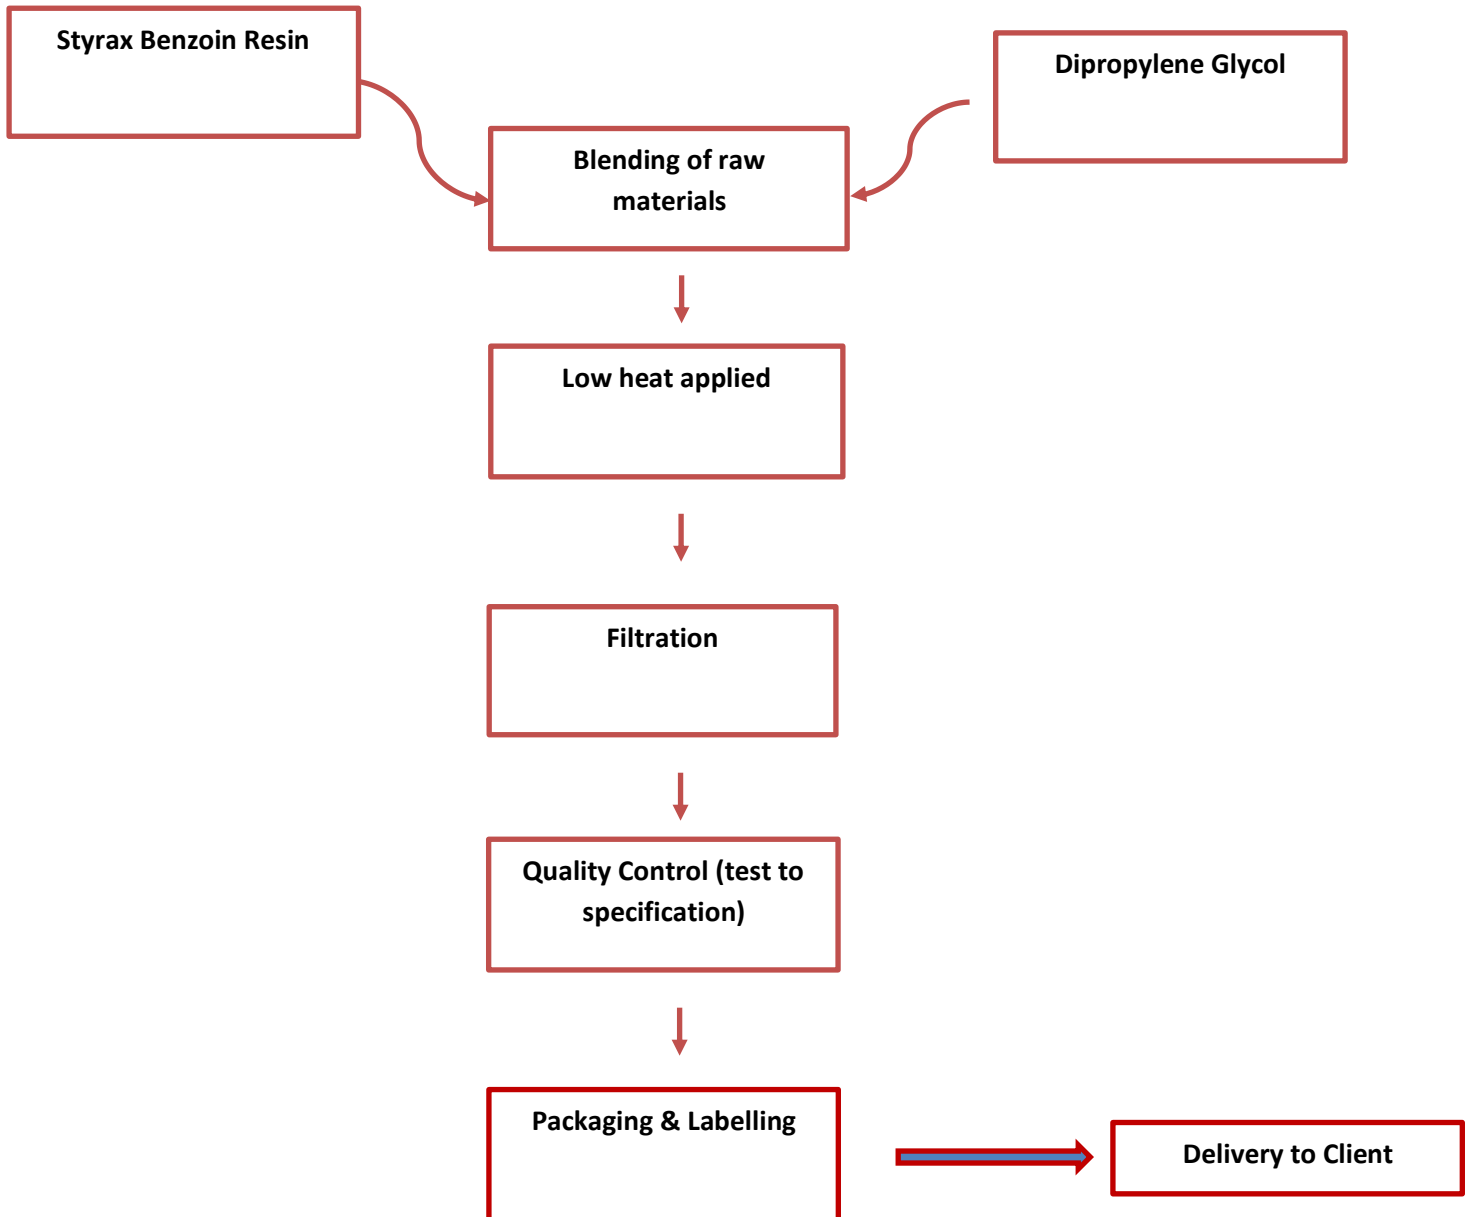 Styrax Benzoin Resin
Dipropylene Glycol
Blending of raw
materials
Low heat applied
Filtration
Quality Control (test to
specification)
Packaging & Labelling
Delivery to Client